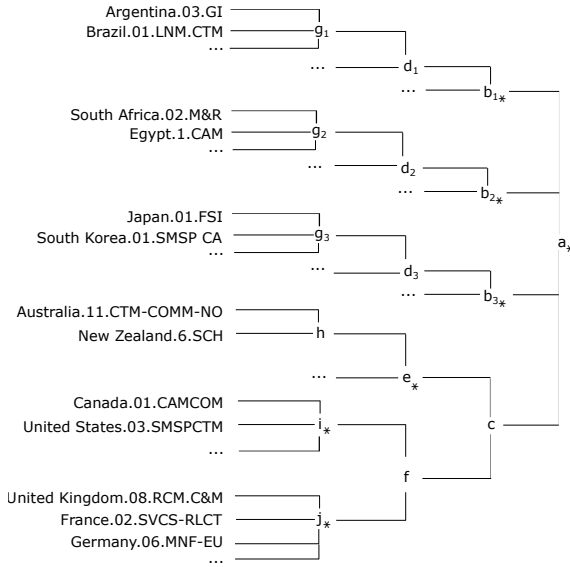 Argentina.03.GI
Brazil.01.LNM.CTM
g₁
...
... d₁
... b₁*
South Africa.02.M&R
Egypt.1.CAM
g₂
...
... d₂
... b₂*
Japan.01.FSI
South Korea.01.SMSP CA
g₃
a*
...
... d₃
... b₃*
Australia.11.CTM-COMM-NO
New Zealand.6.SCH h
... e*
Canada.01.CAMCOM
United States.03.SMSPCTM i* c
...
f
United Kingdom.08.RCM.C&M
France.02.SVCS-RLCT j*
Germany.06.MNF-EU
...